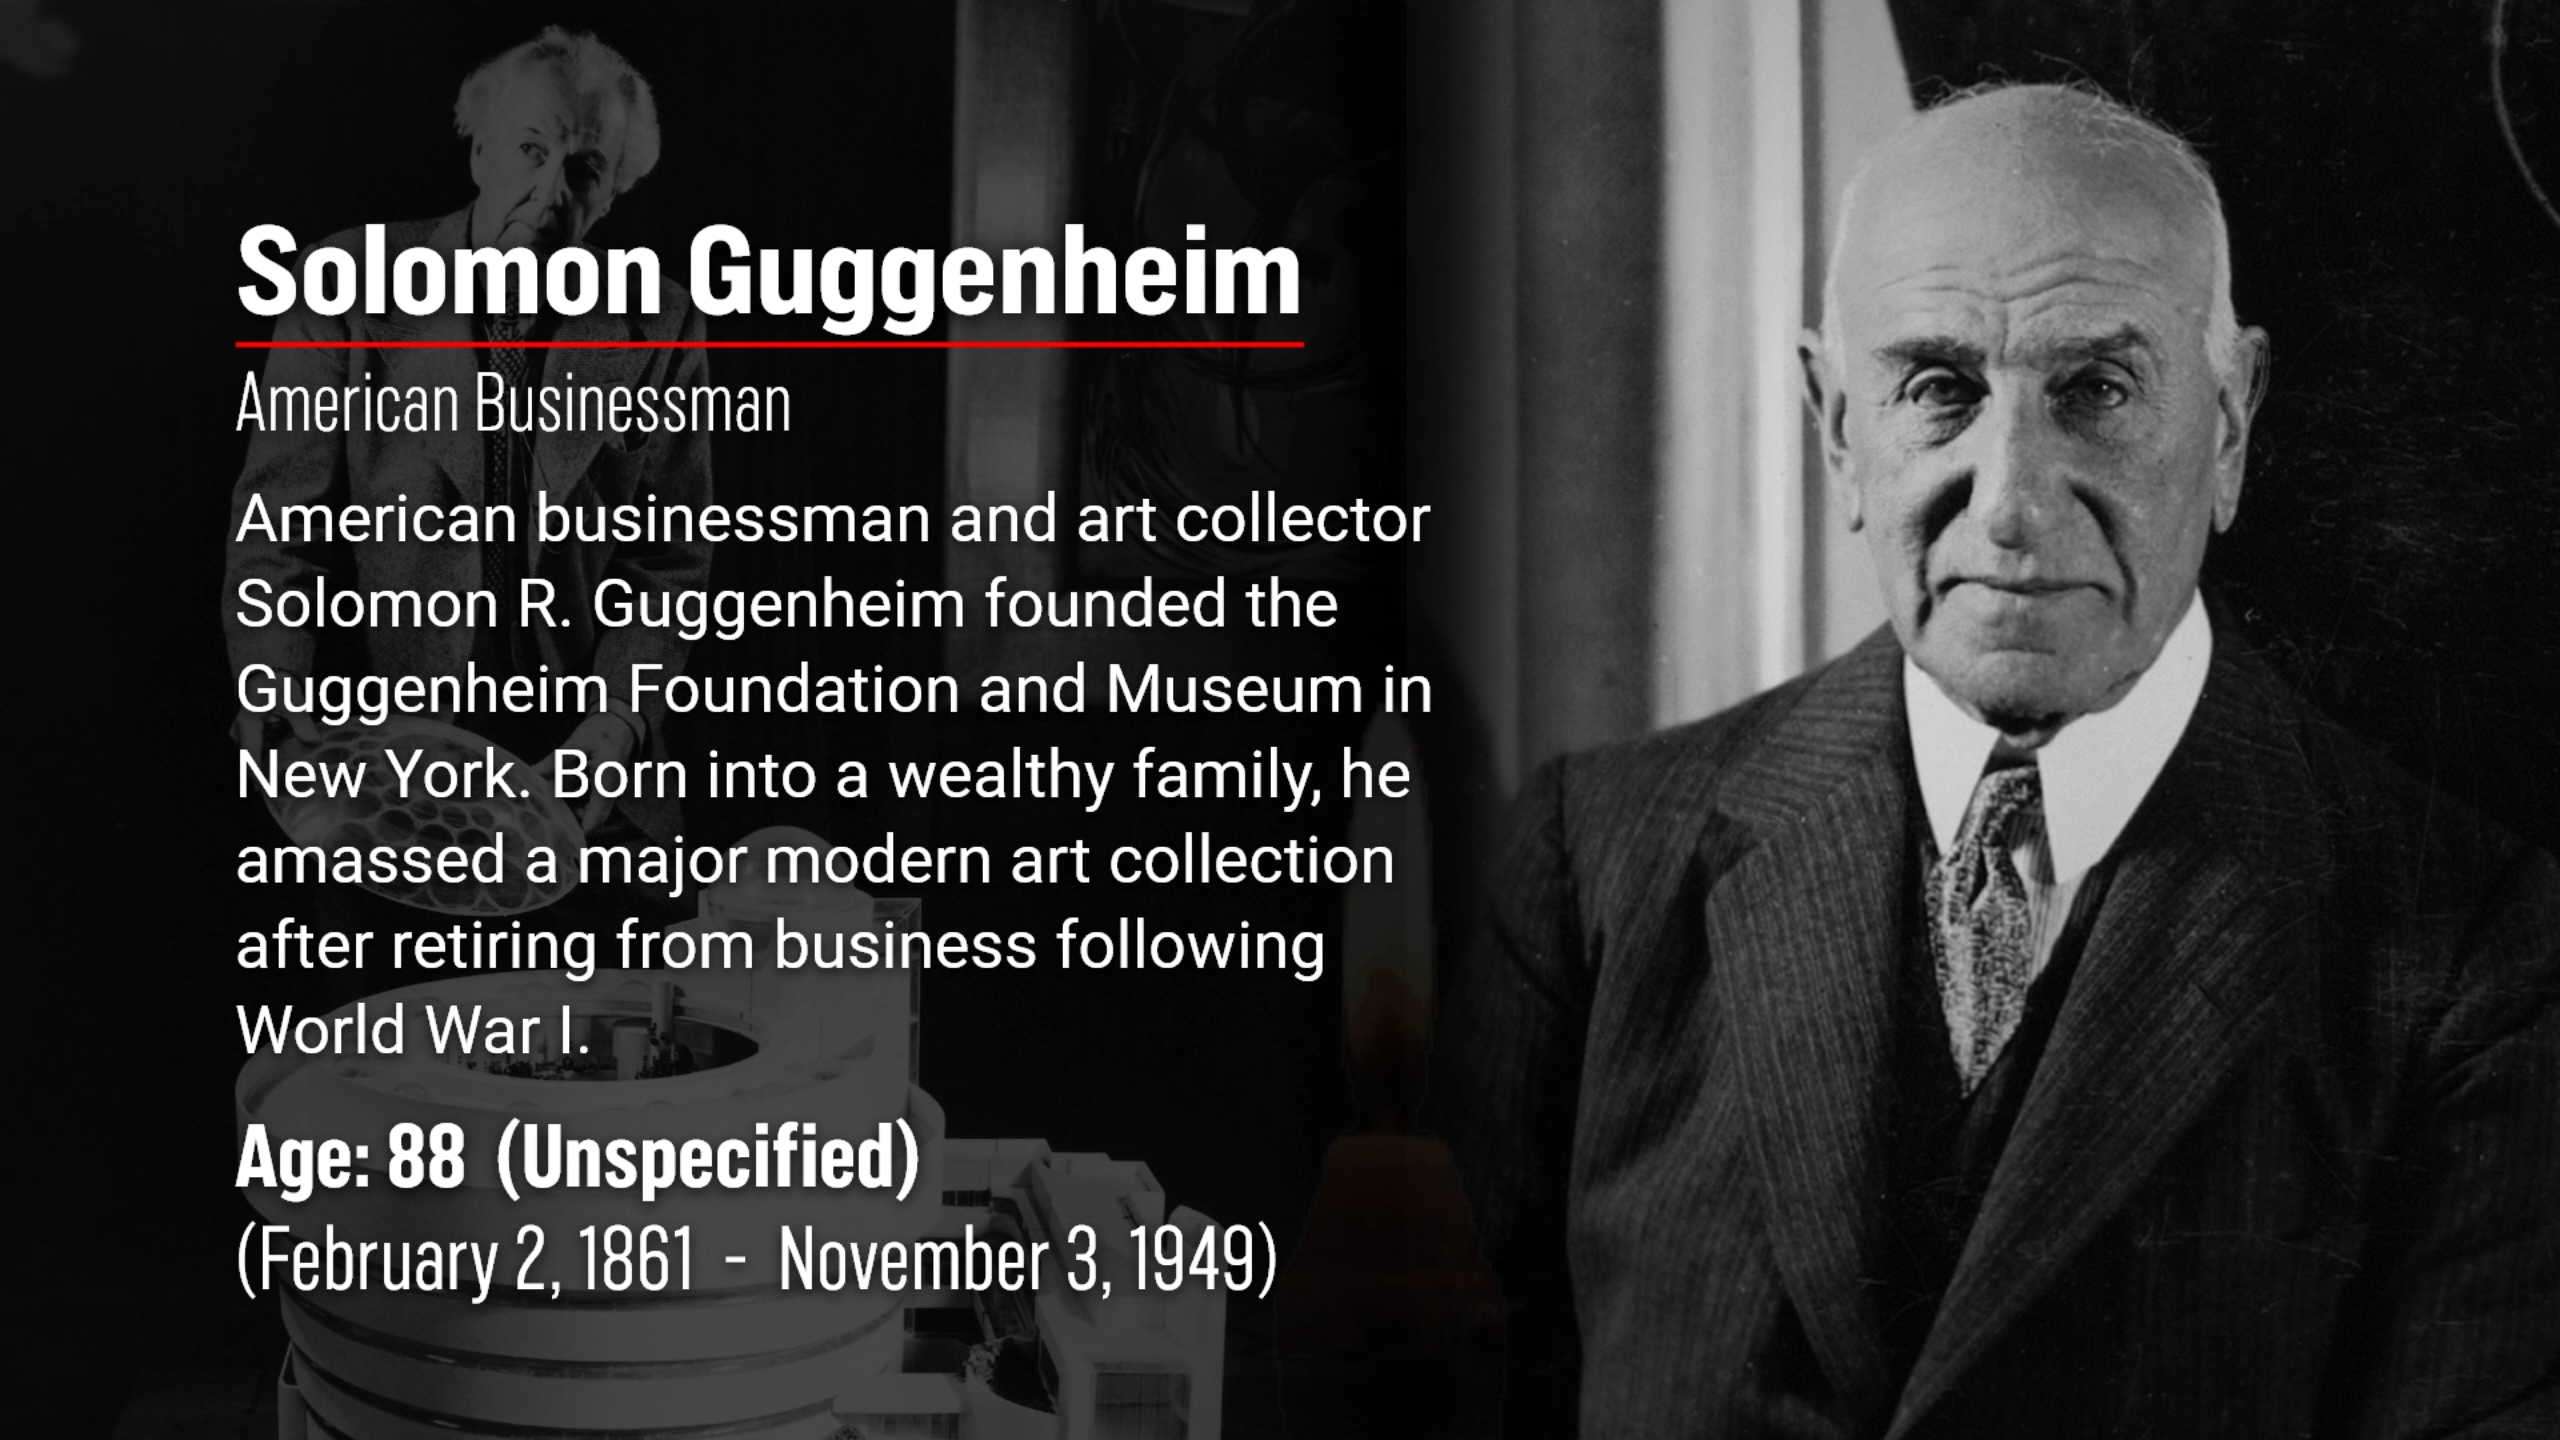 Solomon Guggenheim
American Businessman
American businessman and art collector
Solomon R. Guggenheim founded the
Guggenheim Foundation and Museum in
New York. Born into a wealthy family, he
amassed a major modern art collection
after retiring from business following
World War I.
Age: 88 (Unspecified)
(February 2, 1861 - November 3, 1949)